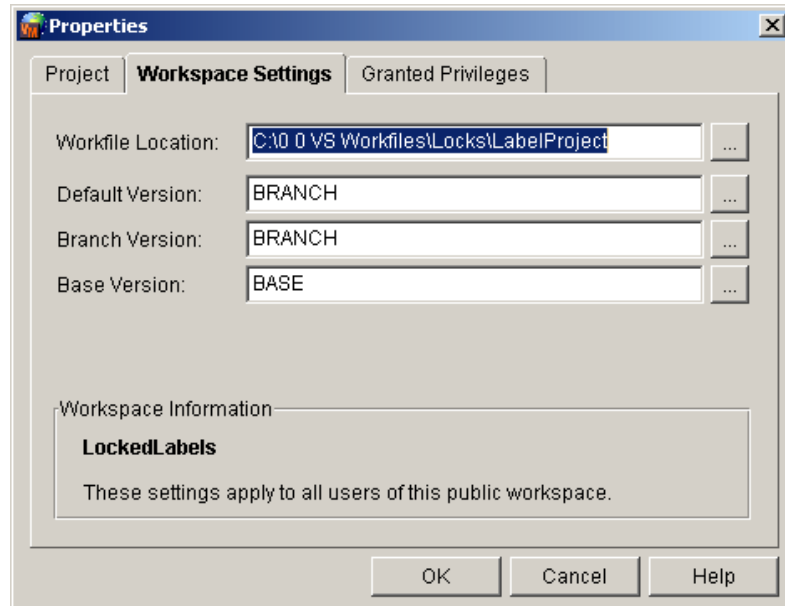 VM Properties
Project Workspace Settings Granted Privileges
Workfile Location: C:\0 0 VS Workfiles\Locks\LabelProject ...
Default Version: BRANCH ...
Branch Version: BRANCH ...
Base Version: BASE ...
Workspace Information
LockedLabels
These settings apply to all users of this public workspace.
OK Cancel Help